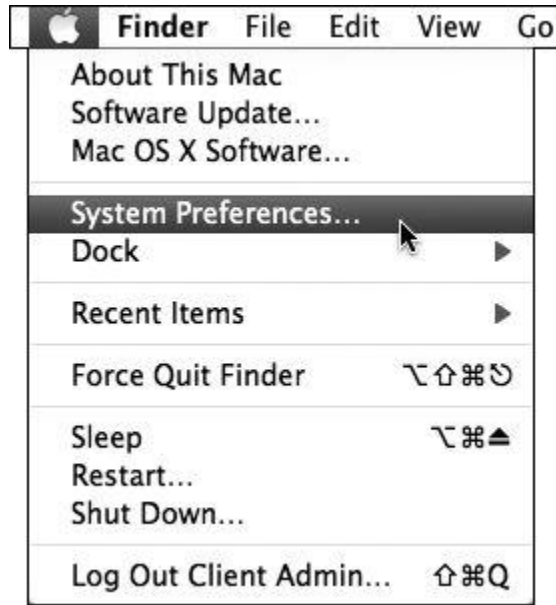 Finder File Edit View Go
About This Mac
Software Update...
Mac OS X Software...
System Preferences...
Dock
Recent Items
Force Quit Finder ⌥⇧⌘⎋
Sleep ⌥⌘⏏
Restart...
Shut Down...
Log Out Client Admin... ⇧⌘Q